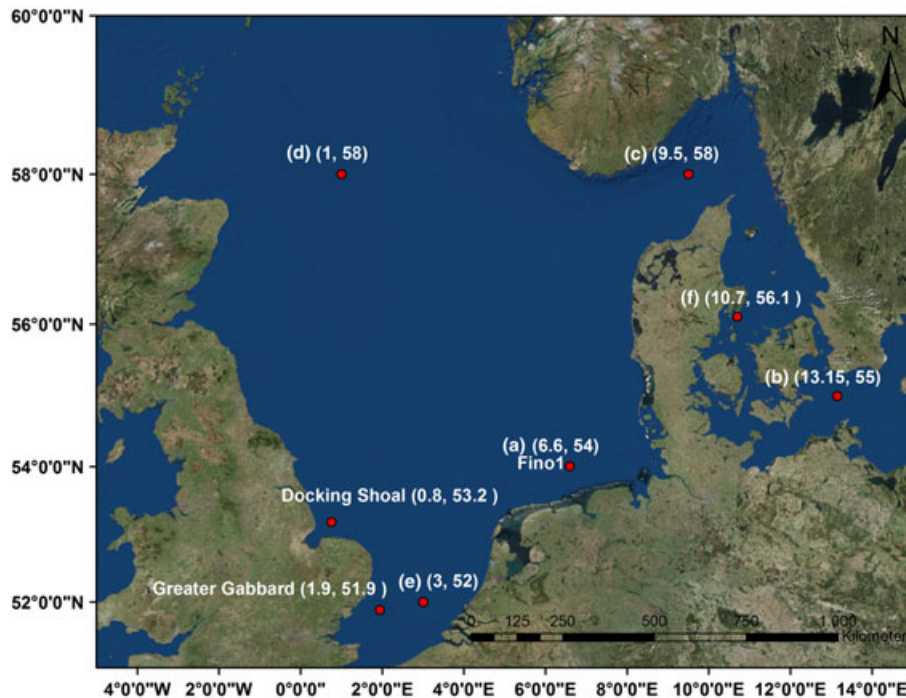 60°0'0"N
N
(d) (1, 58)
(c) (9.5, 58)
58°0'0"N
(f) (10.7, 56.1 )
56°0'0"N
(b) (13.15, 55)
(a) (6.6, 54)
Fino1
54°0'0"N
Docking Shoal (0.8, 53.2 )
Greater Gabbard (1.9, 51.9 )
(e) (3, 52)
52°0'0"N
0 125 250 500 750 1 000
Kilometer
4°0'0"W 2°0'0"W 0°0'0" 2°0'0"E 4°0'0"E 6°0'0"E 8°0'0"E 10°0'0"E 12°0'0"E 14°0'0"E